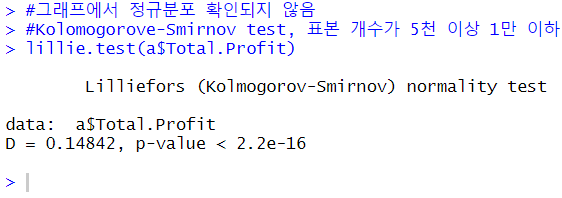 > #그래프에서 정규분포 확인되지 않음
> #Kolomogorove-Smirnov test, 표본 개수가 5천 이상 1만 이하
> lillie.test(a$Total.Profit)
Lilliefors (Kolmogorov-Smirnov) normality test
data:  a$Total.Profit
D = 0.14842, p-value < 2.2e-16
>